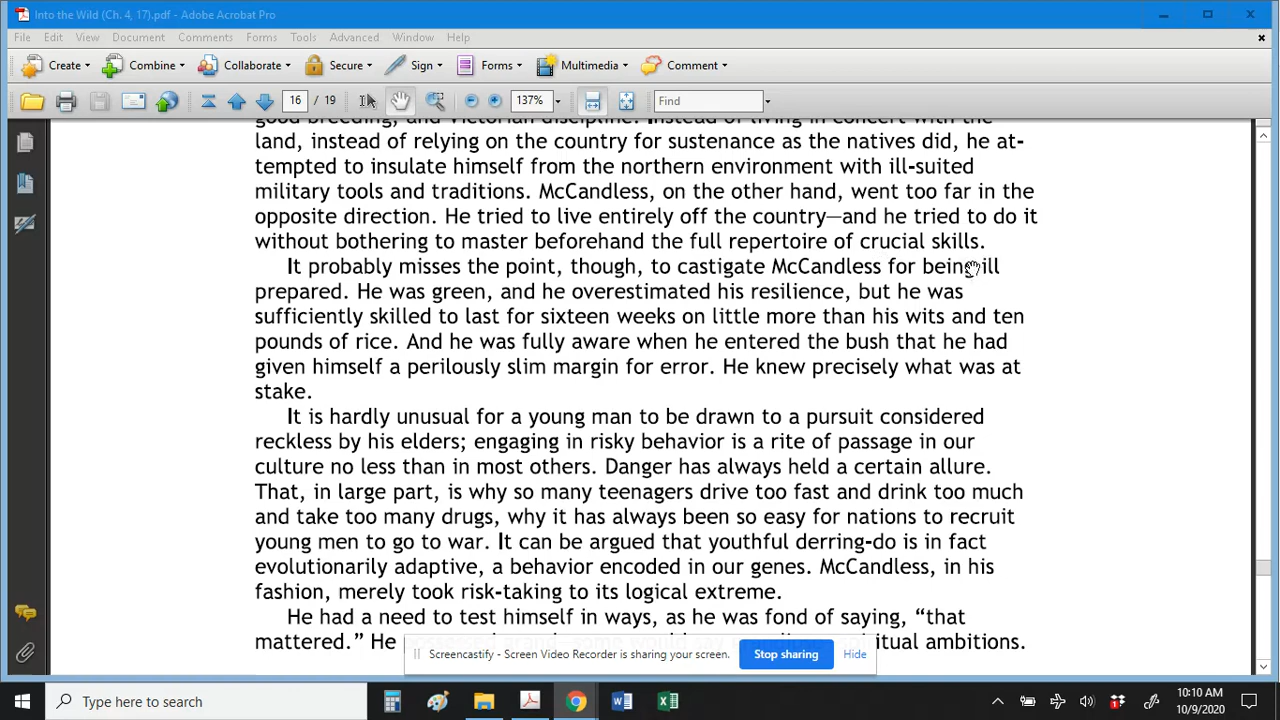 Into the Wild (Ch. 4, 17).pdf - Adobe Acrobat Pro
File Edit View Document Comments Forms Tools Advanced Window Help
Create Combine Collaborate Secure Sign Forms Multimedia Comment
16 / 19 137% Find
good breeding, and Victorian discipline. Instead of living in concert with the
land, instead of relying on the country for sustenance as the natives did, he at-
tempted to insulate himself from the northern environment with ill-suited
military tools and traditions. McCandless, on the other hand, went too far in the
opposite direction. He tried to live entirely off the country—and he tried to do it
without bothering to master beforehand the full repertoire of crucial skills.
It probably misses the point, though, to castigate McCandless for being ill
prepared. He was green, and he overestimated his resilience, but he was
sufficiently skilled to last for sixteen weeks on little more than his wits and ten
pounds of rice. And he was fully aware when he entered the bush that he had
given himself a perilously slim margin for error. He knew precisely what was at
stake.
It is hardly unusual for a young man to be drawn to a pursuit considered
reckless by his elders; engaging in risky behavior is a rite of passage in our
culture no less than in most others. Danger has always held a certain allure.
That, in large part, is why so many teenagers drive too fast and drink too much
and take too many drugs, why it has always been so easy for nations to recruit
young men to go to war. It can be argued that youthful derring-do is in fact
evolutionarily adaptive, a behavior encoded in our genes. McCandless, in his
fashion, merely took risk-taking to its logical extreme.
He had a need to test himself in ways, as he was fond of saying, “that
mattered.” He ambitions.
Screencastify - Screen Video Recorder is sharing your screen. Stop sharing Hide
Type here to search
10:10 AM
10/9/2020